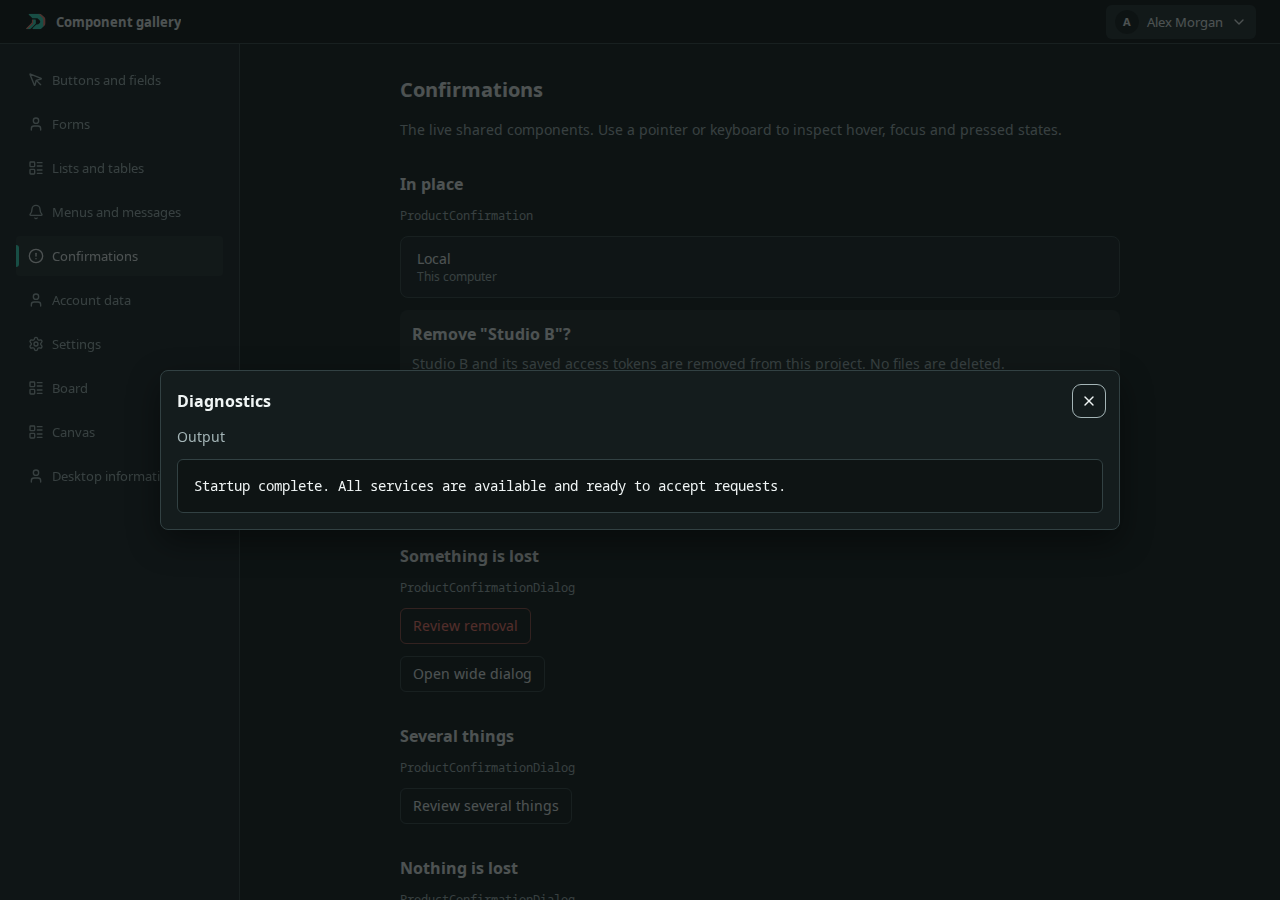 Component gallery
A Alex Morgan
Buttons and fields
Forms
Lists and tables
Menus and messages
Confirmations
Account data
Settings
Board
Canvas
Desktop informati
Confirmations
The live shared components. Use a pointer or keyboard to inspect hover, focus and pressed states.
In place
ProductConfirmation
Local
This computer
Remove "Studio B"?
Studio B and its saved access tokens are removed from this project. No files are deleted.
Diagnostics
Output
Startup complete. All services are available and ready to accept requests.
Something is lost
ProductConfirmationDialog
Review removal
Open wide dialog
Several things
ProductConfirmationDialog
Review several things
Nothing is lost
ProductConfirmationDialog